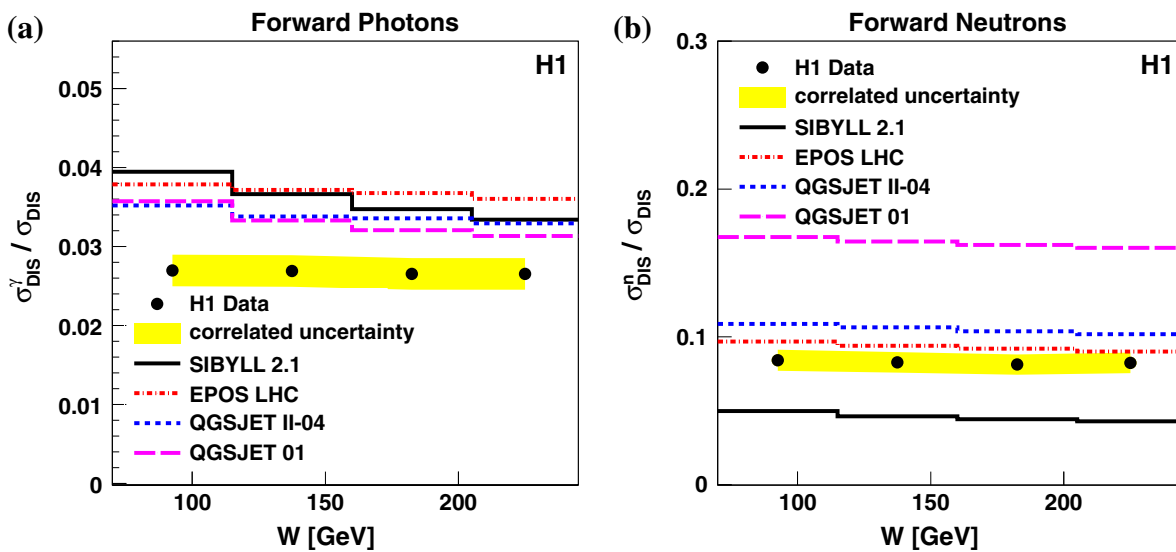 (a)
Forward Photons
H1
σ^γ_DIS / σ_DIS
0.05
0.04
0.03
0.02
0.01
0
H1 Data
correlated uncertainty
SIBYLL 2.1
EPOS LHC
QGSJET II-04
QGSJET 01
100
150
200
W [GeV]
(b)
Forward Neutrons
H1
σ^n_DIS / σ_DIS
0.3
0.2
0.1
0
H1 Data
correlated uncertainty
SIBYLL 2.1
EPOS LHC
QGSJET II-04
QGSJET 01
100
150
200
W [GeV]